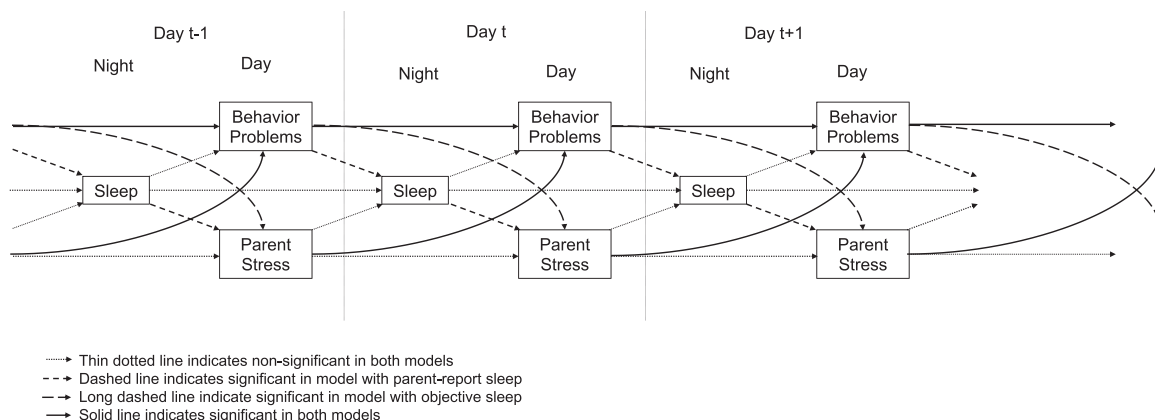 Day t-1
Day t
Day t+1
Night
Day
Night
Day
Night
Day
Behavior
Problems
Behavior
Problems
Behavior
Problems
Sleep
Sleep
Sleep
Parent
Stress
Parent
Stress
Parent
Stress
Thin dotted line indicates non-significant in both models
Dashed line indicates significant in model with parent-report sleep
Long dashed line indicate significant in model with objective sleep
Solid line indicates significant in both models